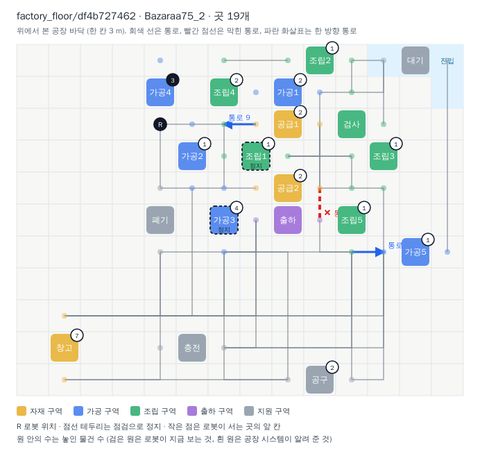 factory_floor/df4b727462 · Bazaraa75_2 · 곳 19개
위에서 본 공장 바닥 (한 칸 3 m). 회색 선은 통로, 빨간 점선은 막힌 통로, 파란 화살표는 한 방향 통로
조립2 1 대기 전립
가공4 3 조립4 2 가공1 2
통로 9
R 공급1 2 검사
가공2 1 조립1 1 정지 조립3 1
공급2 2
폐기 가공3 4 정지 출하 × 조립5 1
통로 가공5 1
창고 7 충전
공구 2
자재 구역 가공 구역 조립 구역 출하 구역 지원 구역
R 로봇 위치 · 점선 테두리는 점검으로 정지 · 작은 점은 로봇이 서는 곳의 앞 칸
원 안의 수는 놓인 물건 수 (검은 원은 로봇이 지금 보는 것, 흰 원은 공장 시스템이 알려 준 것)